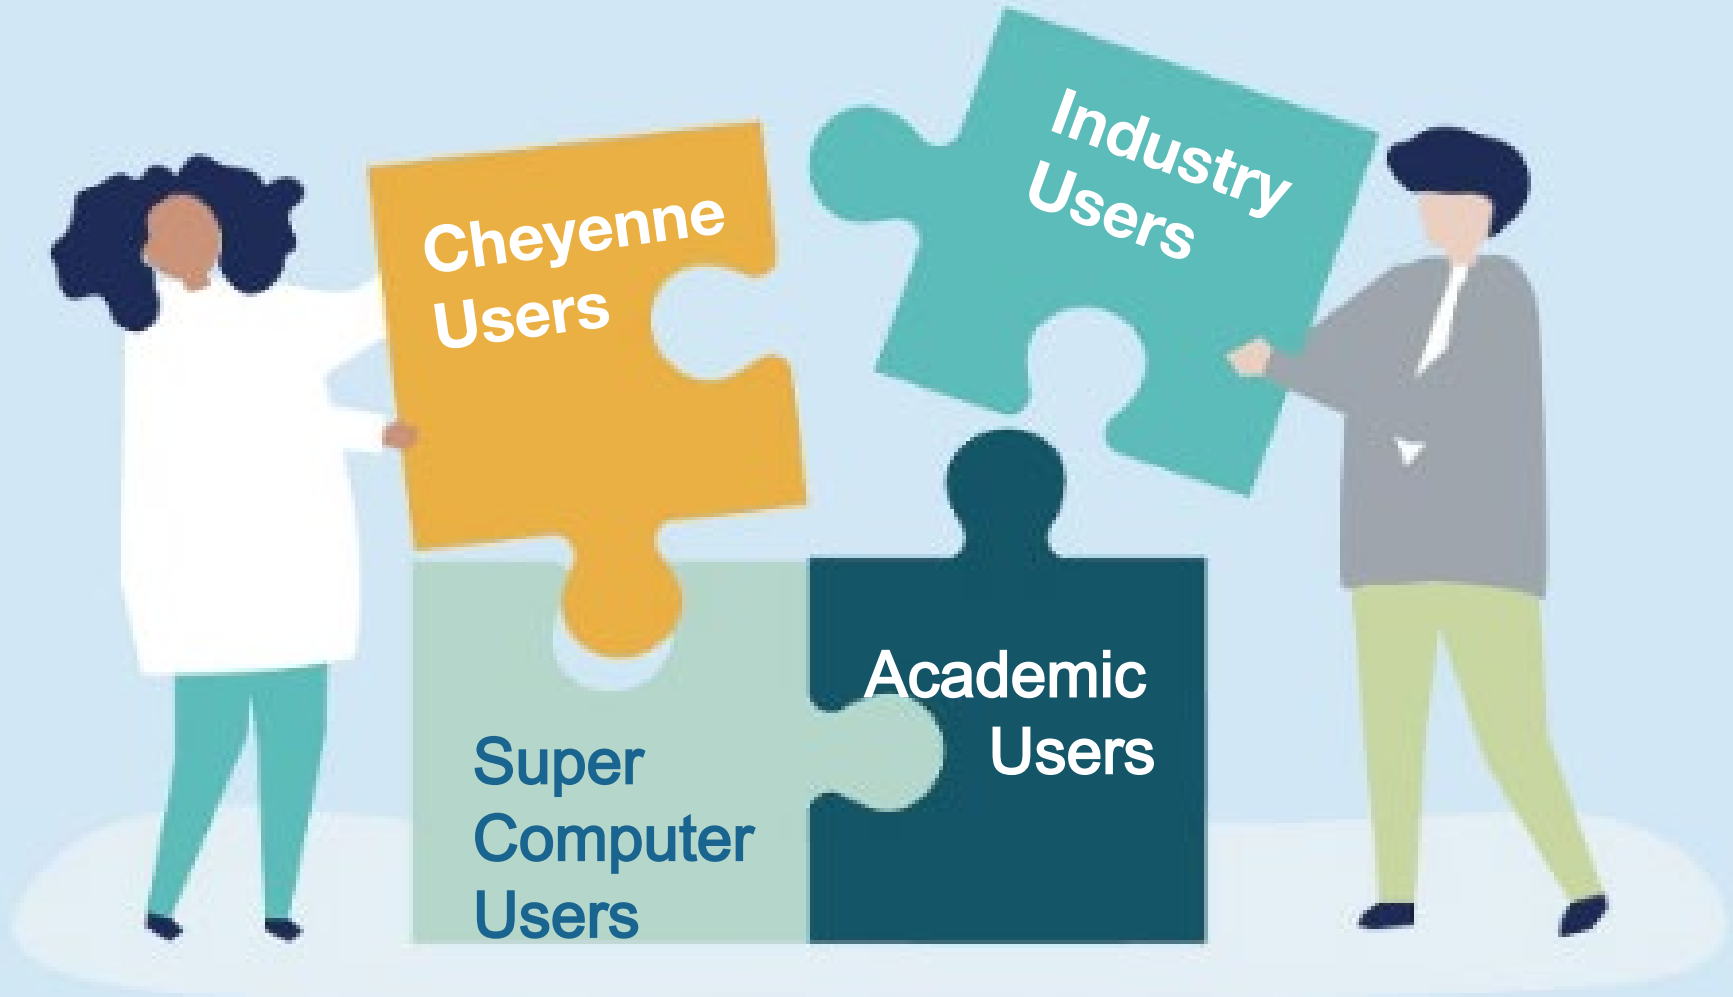 Cheyenne
Users
Industry
Users
Super
Computer
Users
Academic
Users